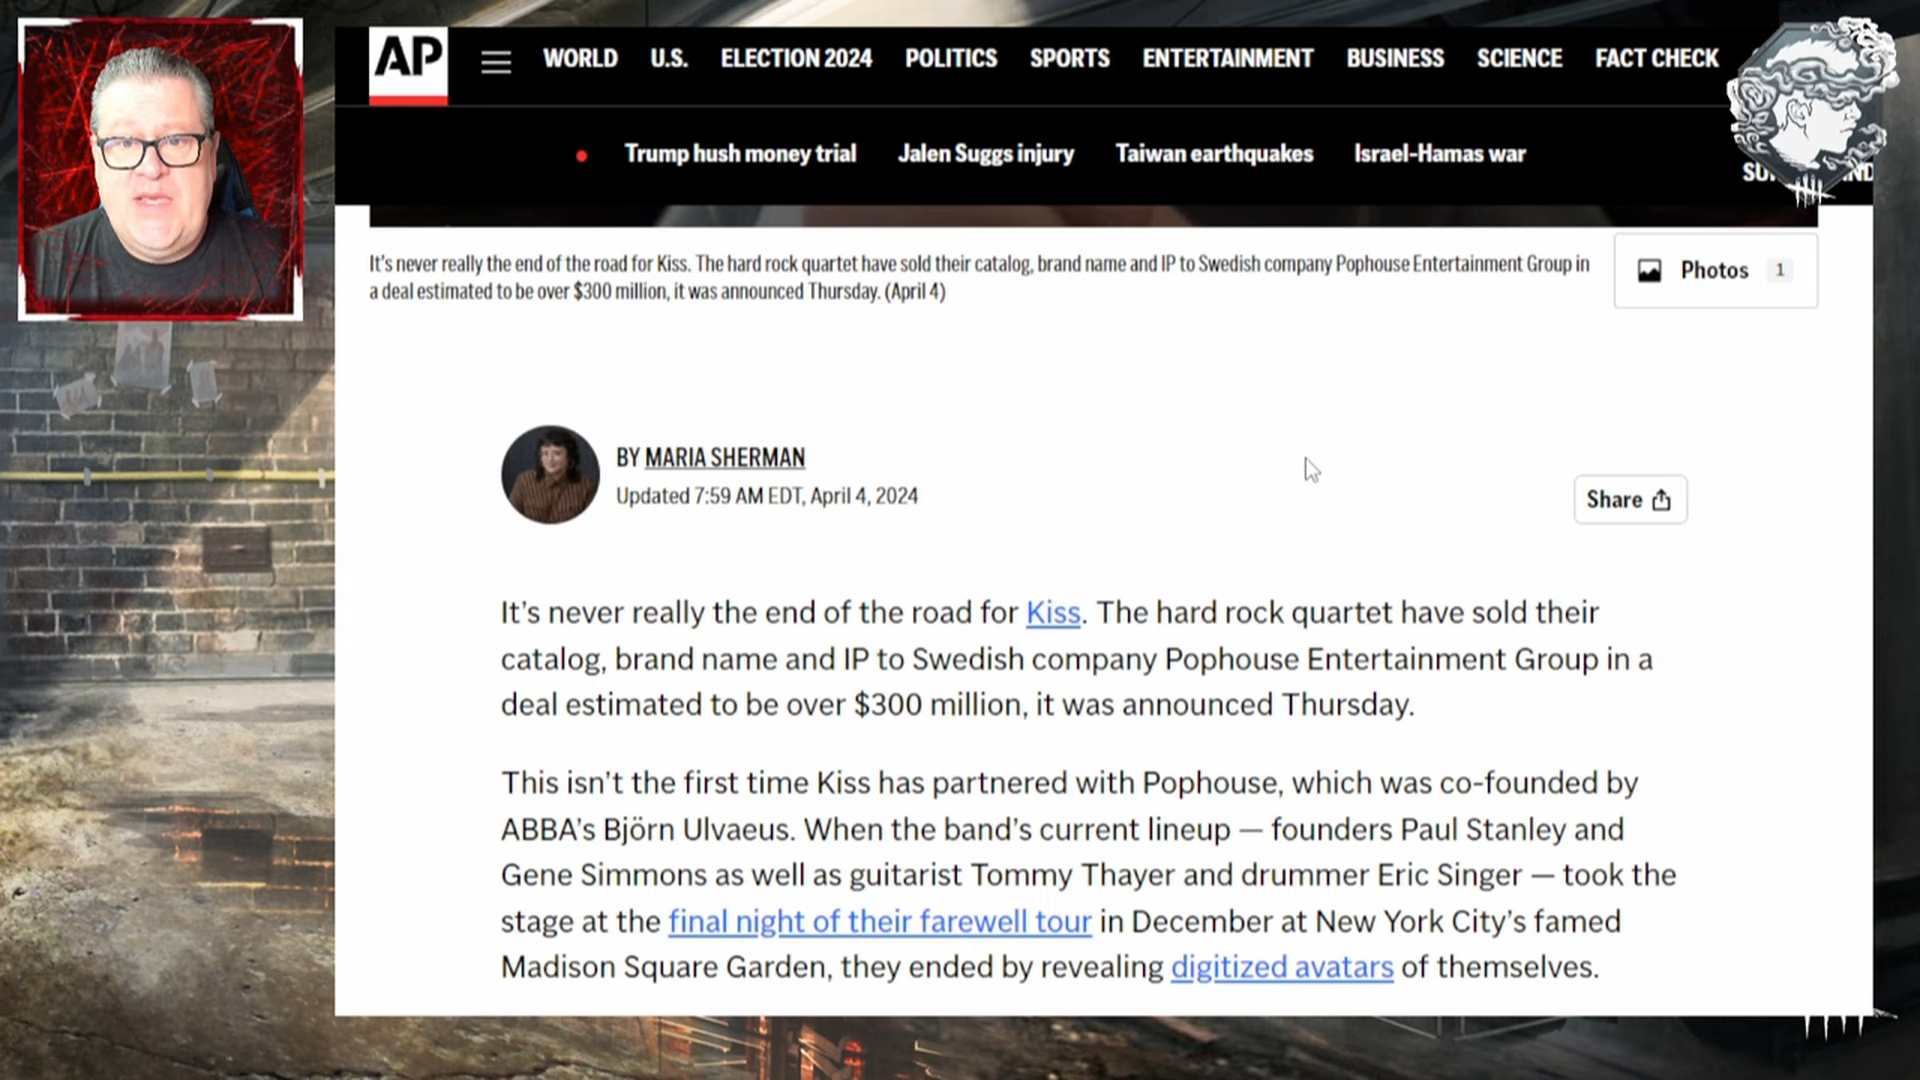 AP
WORLD U.S. ELECTION 2024 POLITICS SPORTS ENTERTAINMENT BUSINESS SCIENCE FACT CHECK
Trump hush money trial Jalen Suggs injury Taiwan earthquakes Israel-Hamas war
It's never really the end of the road for Kiss. The hard rock quartet have sold their catalog, brand name and IP to Swedish company Pophouse Entertainment Group in
a deal estimated to be over $300 million, it was announced Thursday. (April 4)
Photos 1
BY MARIA SHERMAN
Updated 7:59 AM EDT, April 4, 2024
Share
It's never really the end of the road for Kiss. The hard rock quartet have sold their
catalog, brand name and IP to Swedish company Pophouse Entertainment Group in a
deal estimated to be over $300 million, it was announced Thursday.
This isn't the first time Kiss has partnered with Pophouse, which was co-founded by
ABBA's Björn Ulvaeus. When the band's current lineup — founders Paul Stanley and
Gene Simmons as well as guitarist Tommy Thayer and drummer Eric Singer — took the
stage at the final night of their farewell tour in December at New York City's famed
Madison Square Garden, they ended by revealing digitized avatars of themselves.